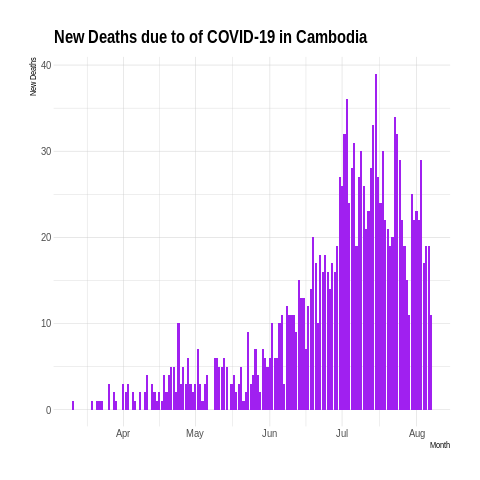 New Deaths due to of COVID-19 in Cambodia
New Deaths
40
30
20
10
0
Apr May Jun Jul Aug
Month